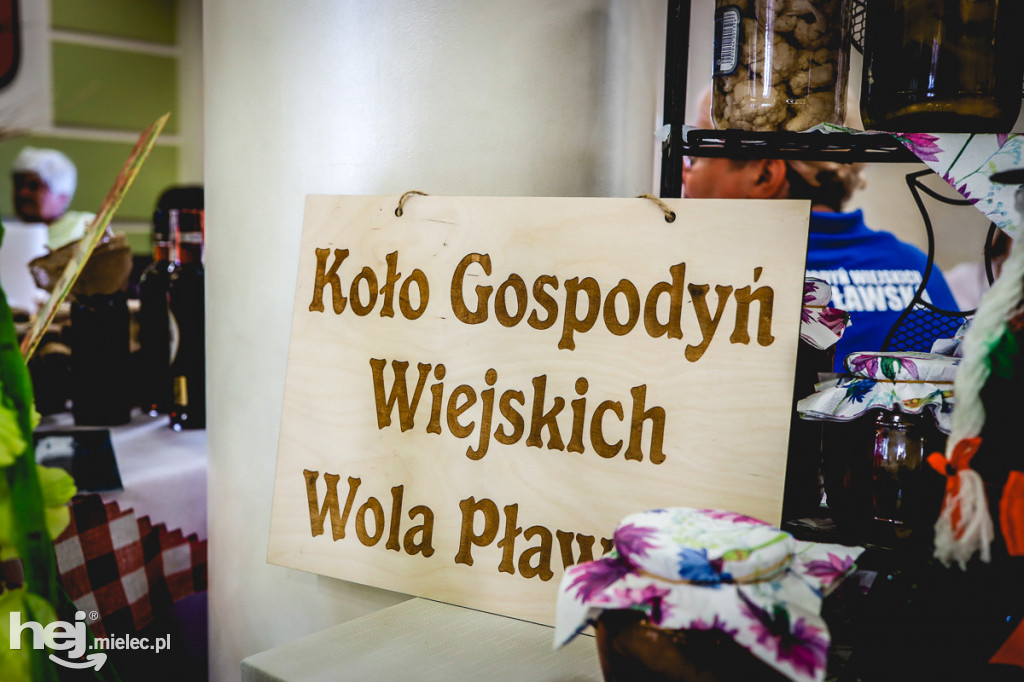 Koło Gospodyń
Wiejskich
Wola Pław
hej.mielec.pl